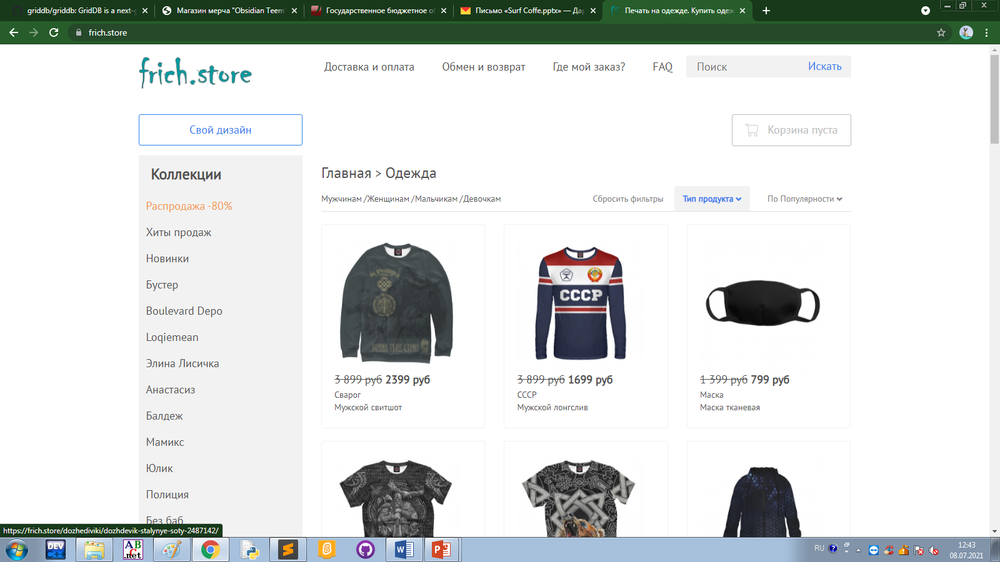 griddb/griddb: GridDB is a next-g
Магазин мерча "Obsidian Teem"
Государственное бюджетное об
Письмо «Surf Coffe.pptx» — Дар
Печать на одежде. Купить одеж
frich.store
frich.store
Доставка и оплата
Обмен и возврат
Где мой заказ?
FAQ
Поиск
Искать
Свой дизайн
Корзина пуста
Коллекции
Распродажа -80%
Хиты продаж
Новинки
Бустер
Boulevard Depo
Loqiemean
Элина Лисичка
Анастасиз
Балдеж
Мамикс
Юлик
Полиция
Без баб
Главная > Одежда
Мужчинам /Женщинам /Мальчикам /Девочкам
Сбросить фильтры
Тип продукта
По Популярности
3 899 руб 2399 руб
Сварог
Мужской свитшот
СССР
3 899 руб 1699 руб
СССР
Мужской лонгслив
1 399 руб 799 руб
Маска
Маска тканевая
https://frich.store/dozhediviki/dozhdevik-stalynye-soty-2487142/
DEV
C++
ABC
.net
RU
12:43
08.07.2021